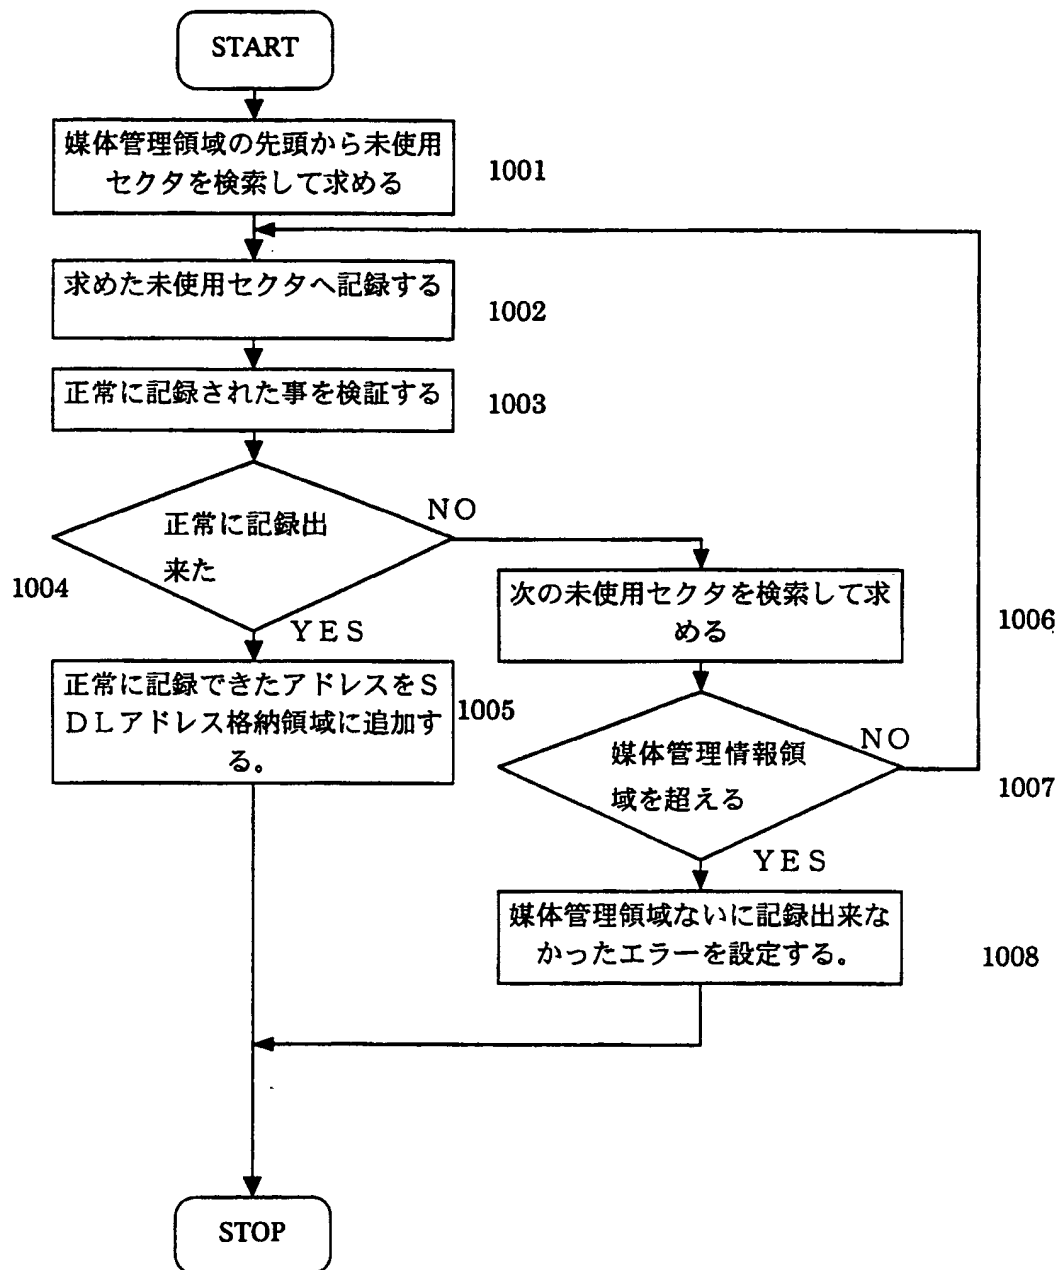 START
媒体管理領域の先頭から未使用
セクタを検索して求める
1001
求めた未使用セクタへ記録する
1002
正常に記録された事を検証する
1003
正常に記録出
来た
1004
NO
YES
次の未使用セクタを検索して求
める
1006
正常に記録できたアドレスをS
DLアドレス格納領域に追加す
る。
1005
媒体管理情報領
域を超える
NO
1007
YES
媒体管理領域ないに記録出来な
かったエラーを設定する。
1008
STOP